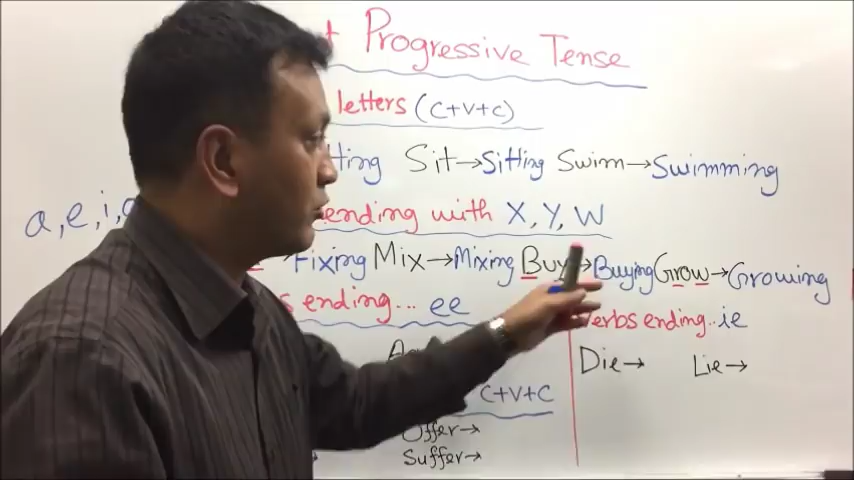 t Progressive Tense
letters (C+V+C)
tting Sit→Sitting Swim→Swimming
a, e, i, o
ending with X, Y, W
→Fixing Mix→Mixing Buy→Buying Grow→Growing
s ending... ee
Verbs ending..ie
Die→ Lie→
C+V+C
Offer→
Suffer→